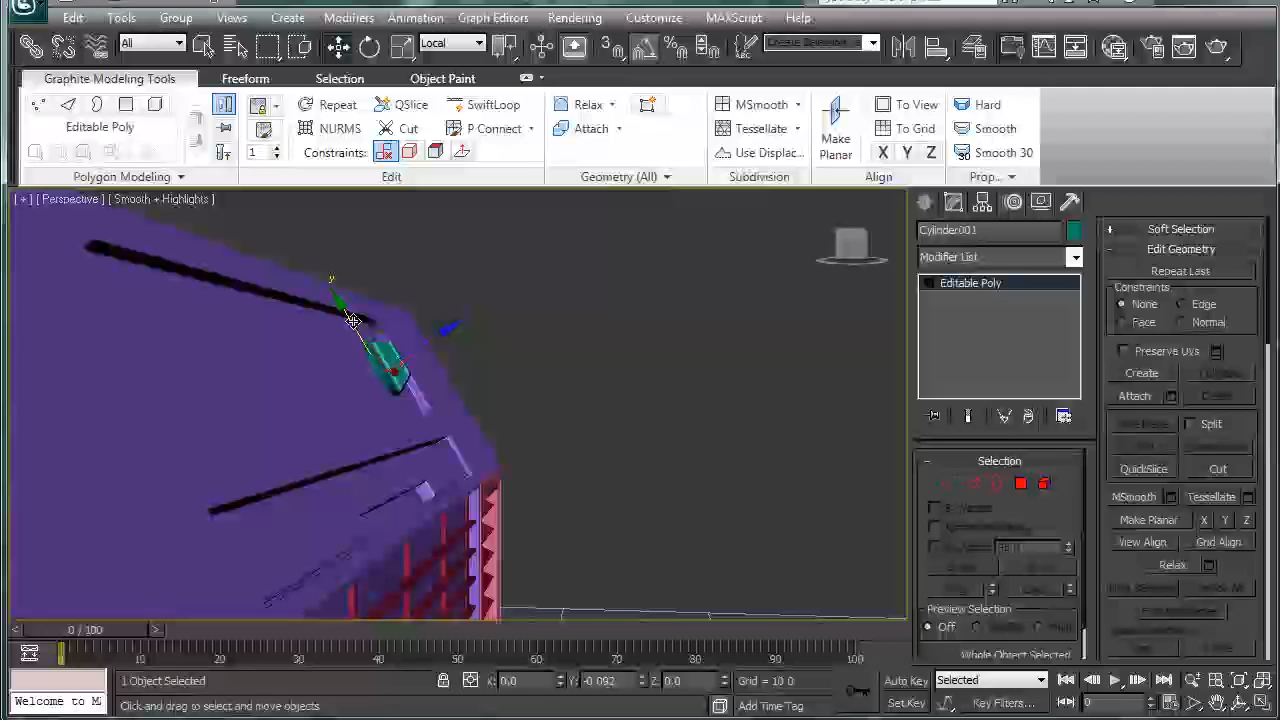 Edit Tools Group Views Create Modifiers Animation Graph Editors Rendering Customize MAXScript Help
All Local
Graphite Modeling Tools Freeform Selection Object Paint
Repeat QSlice SwiftLoop Relax MSmooth To View Hard
Editable Poly NURMS Cut P Connect Attach Tessellate Make Planar To Grid Smooth
1 Constraints: Use Displac... X Y Z Smooth 30
Polygon Modeling Edit Geometry (All) Subdivision Align Prop...
[ + ] [ Perspective ] [ Smooth + Highlights ]
y
Cylinder001
Modifier List
Editable Poly
Selection
Preview Selection
Off
Whole Object Selected
Soft Selection
Edit Geometry
Repeat Last
Constraints
None Edge
Face Normal
Preserve UVs
Create
Attach
Split
QuickSlice Cut
MSmooth Tessellate
Make Planar X Y Z
View Align Grid Align
Relax
0 / 100
10 20 30 40 50 60 70 80 90 100
1 Object Selected X: 0.0 Y: -0.092 Z: 0.0 Grid = 10.0 Auto Key Selected
Welcome to M Click and drag to select and move objects Add Time Tag Set Key Key Filters... 0